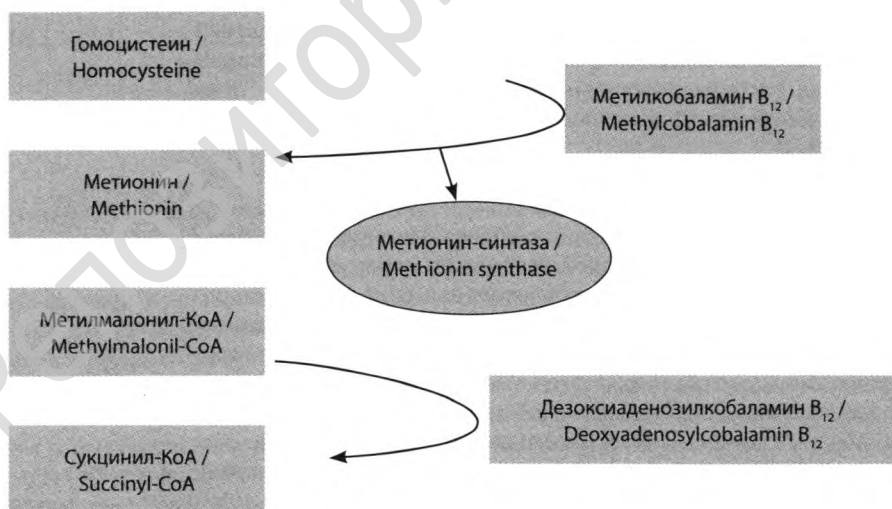 Гомоцистеин /
Homocysteine
Метилкобаламин B₁₂ /
Methylcobalamin B₁₂
Метионин /
Methionin
Метионин-синтаза /
Methionin synthase
Метилмалонил-КоА /
Methylmalonil-CoA
Дезоксиаденозилкобаламин B₁₂ /
Deoxyadenosylcobalamin B₁₂
Сукцинил-КоА /
Succinyl-CoA